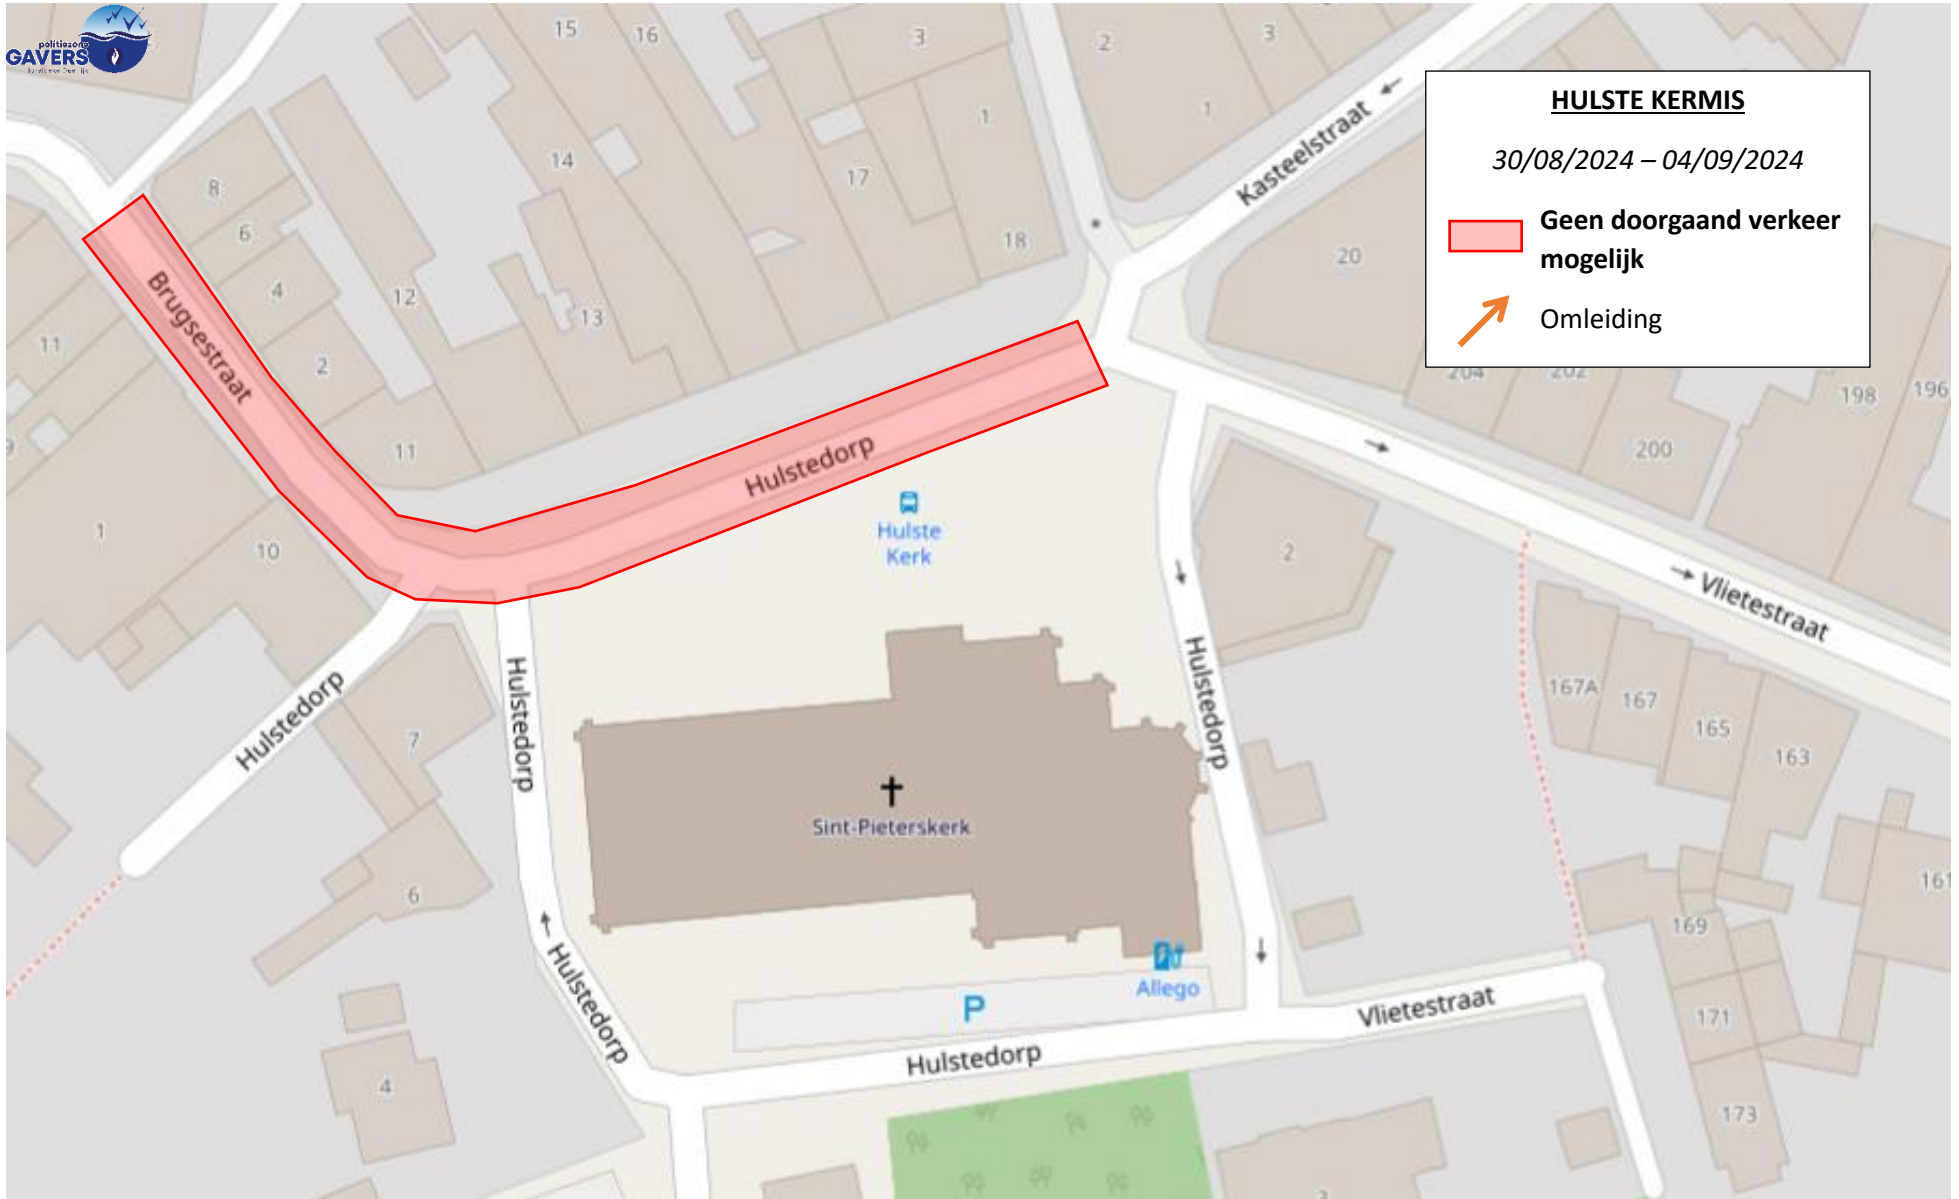 politiezone
GAVERS
HULSTE KERMIS
30/08/2024 – 04/09/2024
Geen doorgaand verkeer
mogelijk
Omleiding
15
16
3
2
3
1
1
14
17
18
8
6
4
12
13
2
11
11
9
1
10
20
204
202
198
196
200
Kasteelstraat
Brugsestraat
Hulstedorp
Hulste
Kerk
2
Vlietestraat
Hulstedorp
Hulstedorp
Hulstedorp
7
6
4
167A
167
165
163
161
169
171
173
Sint-Pieterskerk
Allego
P
Hulstedorp
Hulstedorp
Vlietestraat